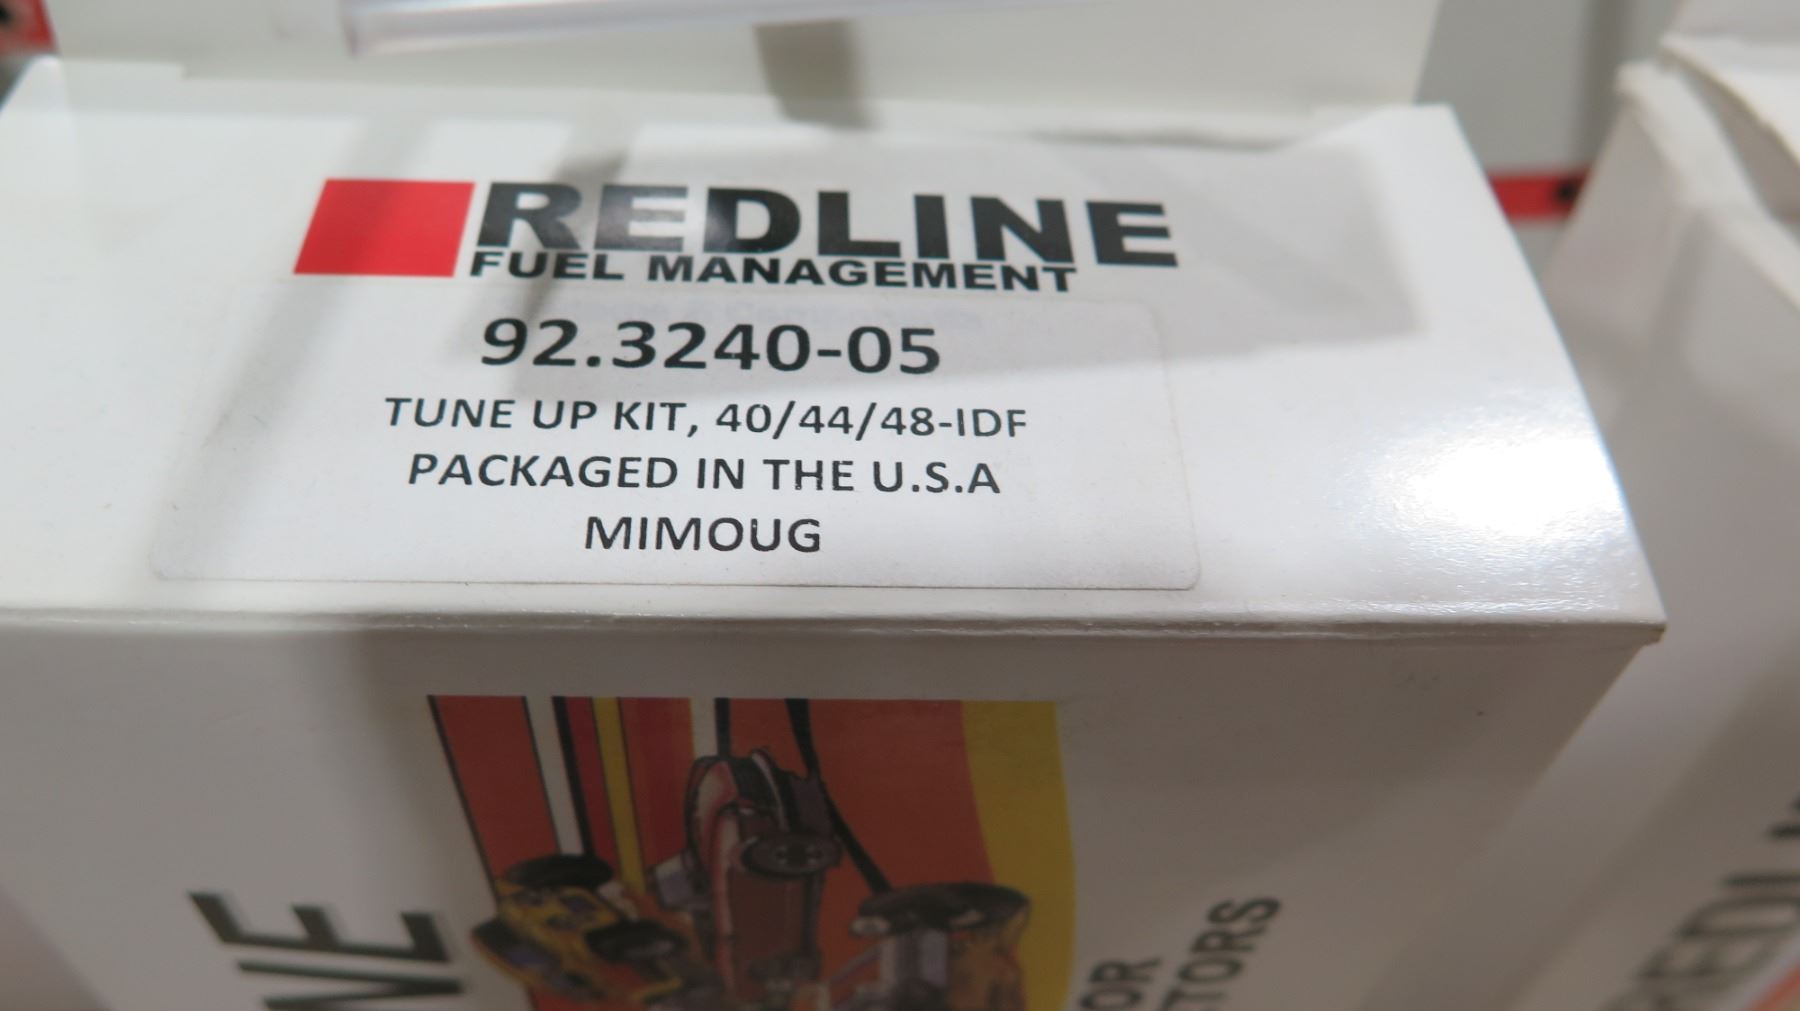 REDLINE
FUEL MANAGEMENT
92.3240-05
TUNE UP KIT, 40/44/48-IDF
PACKAGED IN THE U.S.A
MIMOUG